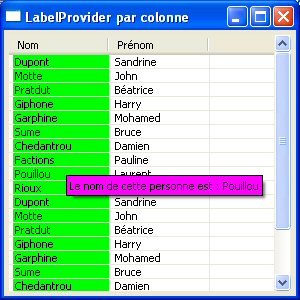 LabelProvider par colonne
Nom Prénom
Dupont Sandrine
Motte John
Pratdut Béatrice
Giphone Harry
Garphine Mohamed
Sume Bruce
Chedantrou Damien
Factions Pauline
Pouillou Laurent
Rioux
Le nom de cette personne est : Pouillou
Dupont Sandrine
Motte John
Pratdut Béatrice
Giphone Harry
Garphine Mohamed
Sume Bruce
Chedantrou Damien